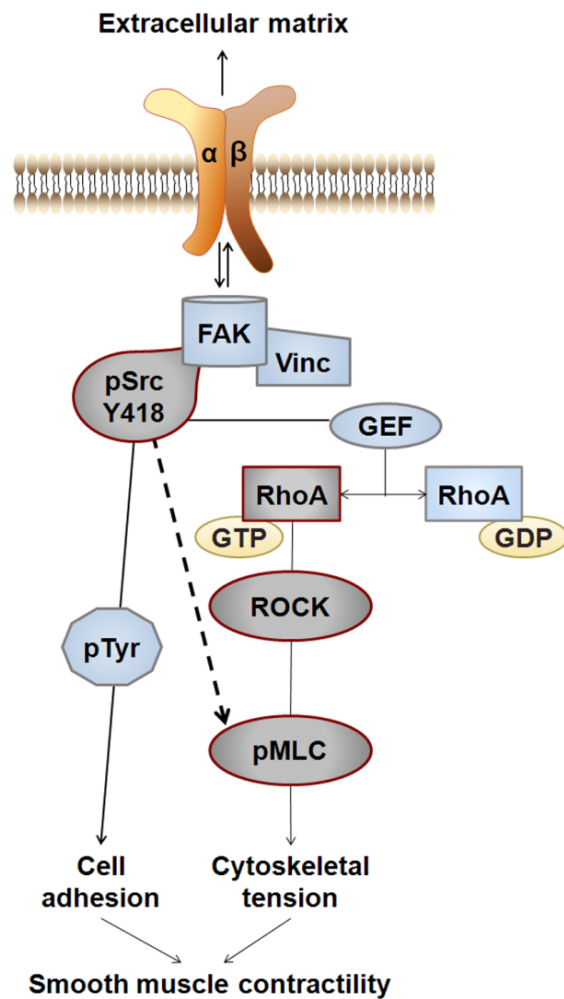 Extracellular matrix
α β
FAK
Vinc
pSrc
Y418
GEF
RhoA
RhoA
GTP
GDP
ROCK
pTyr
pMLC
Cell
adhesion
Cytoskeletal
tension
Smooth muscle contractility